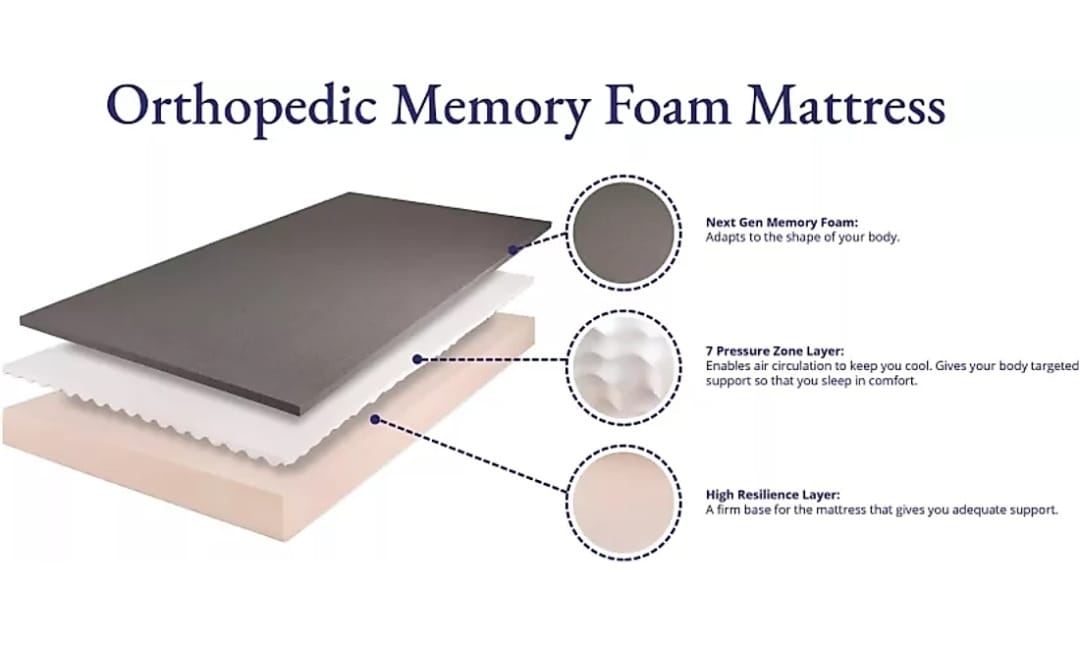 Orthopedic Memory Foam Mattress
Next Gen Memory Foam:
Adapts to the shape of your body.
7 Pressure Zone Layer:
Enables air circulation to keep you cool. Gives your body targeted
support so that you sleep in comfort.
High Resilience Layer:
A firm base for the mattress that gives you adequate support.